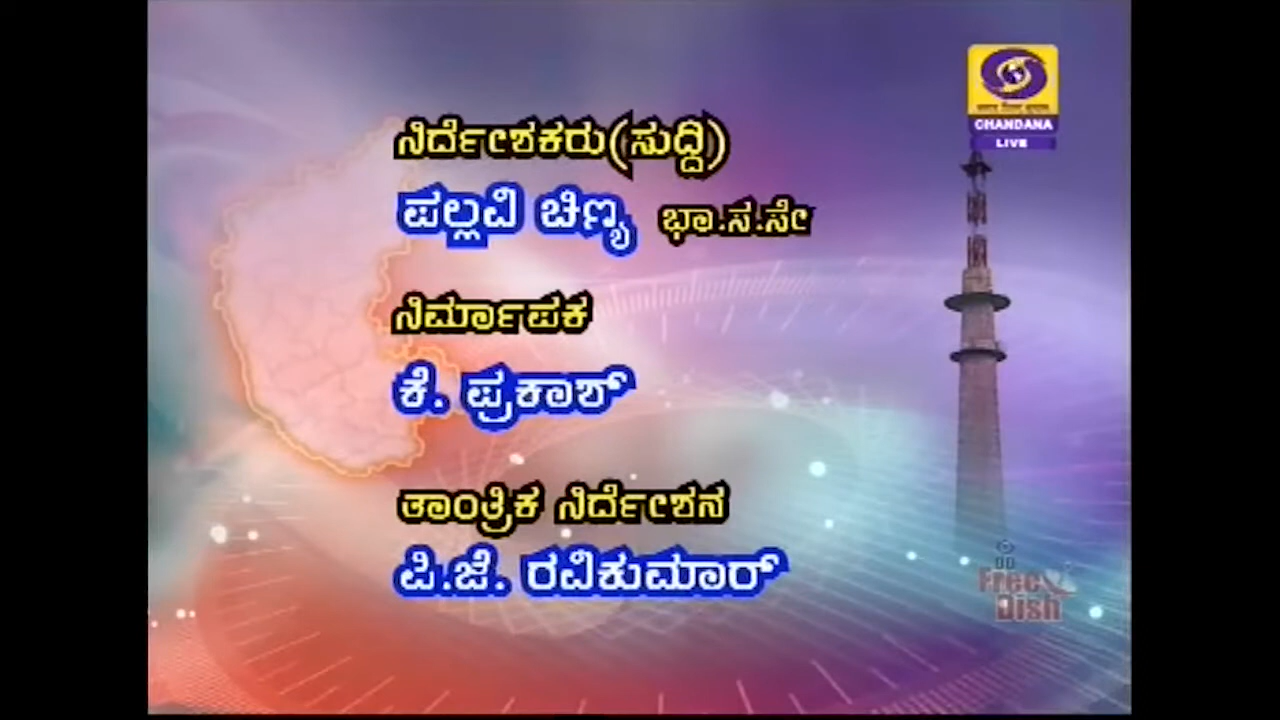 ನಿರ್ದೇಶಕರು(ಸುದ್ದಿ)
ಪಲ್ಲವಿ ಚಿಣ್ಯ ಭಾ.ಸ.ಸೇ
ನಿರ್ಮಾಪಕ
ಕೆ. ಪ್ರಕಾಶ್
ತಾಂತ್ರಿಕ ನಿರ್ದೇಶನ
ಪಿ.ಜೆ. ರವಿಕುಮಾರ್
CHANDANA
LIVE
DD
Free
Dish